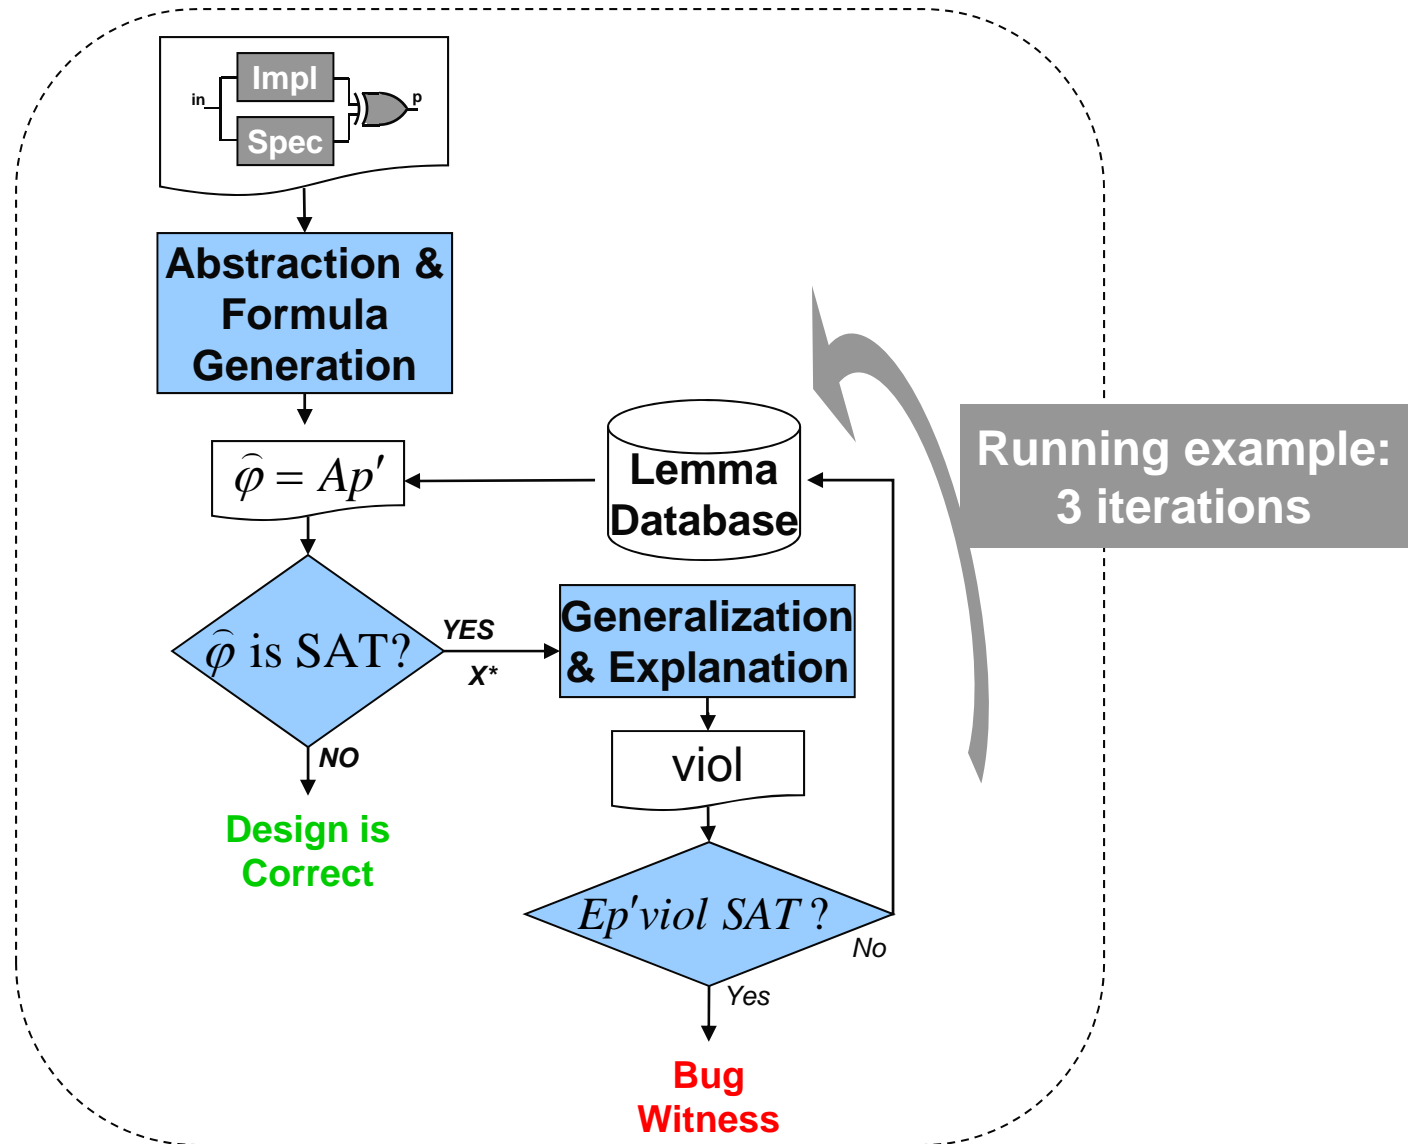 Impl
in
p
Spec
Abstraction &
Formula
Generation
φ̂ = Ap′
Lemma
Database
Running example:
3 iterations
φ̂ is SAT?
YES
X*
Generalization
& Explanation
NO
viol
Design is
Correct
Ep′viol SAT ?
No
Yes
Bug
Witness